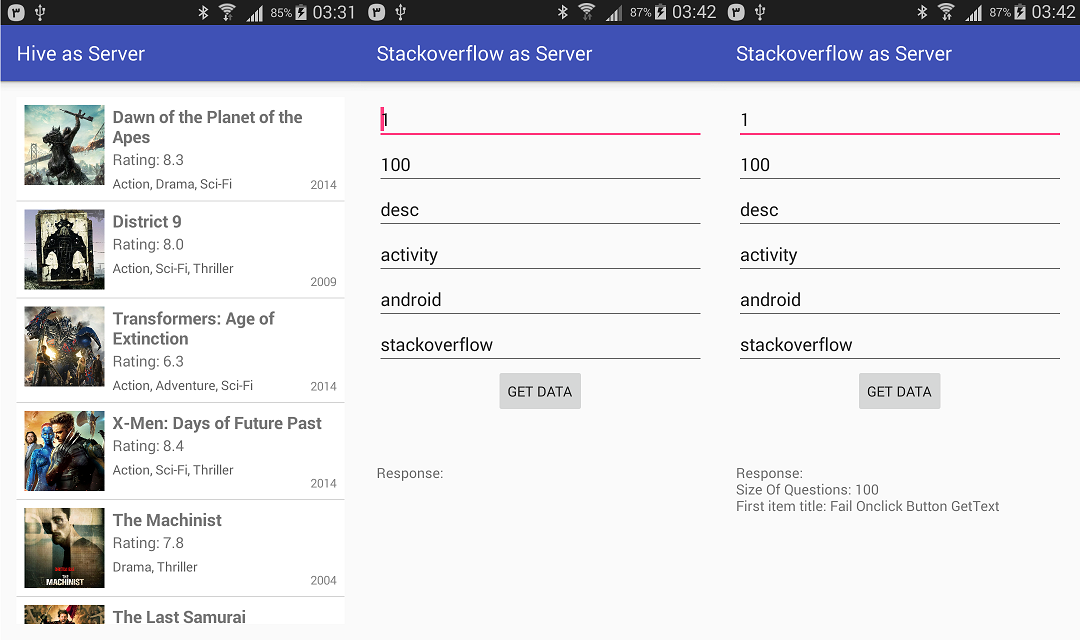 85% 03:31
Hive as Server
Dawn of the Planet of the
Apes
Rating: 8.3
Action, Drama, Sci-Fi
2014
District 9
Rating: 8.0
Action, Sci-Fi, Thriller
2009
Transformers: Age of
Extinction
Rating: 6.3
Action, Adventure, Sci-Fi
2014
X-Men: Days of Future Past
Rating: 8.4
Action, Sci-Fi, Thriller
2014
THE
MACHINIST
The Machinist
Rating: 7.8
Drama, Thriller
2004
The Last Samurai
87% 03:42
Stackoverflow as Server
1
100
desc
activity
android
stackoverflow
GET DATA
Response:
87% 03:42
Stackoverflow as Server
1
100
desc
activity
android
stackoverflow
GET DATA
Response:
Size Of Questions: 100
First item title: Fail Onclick Button GetText